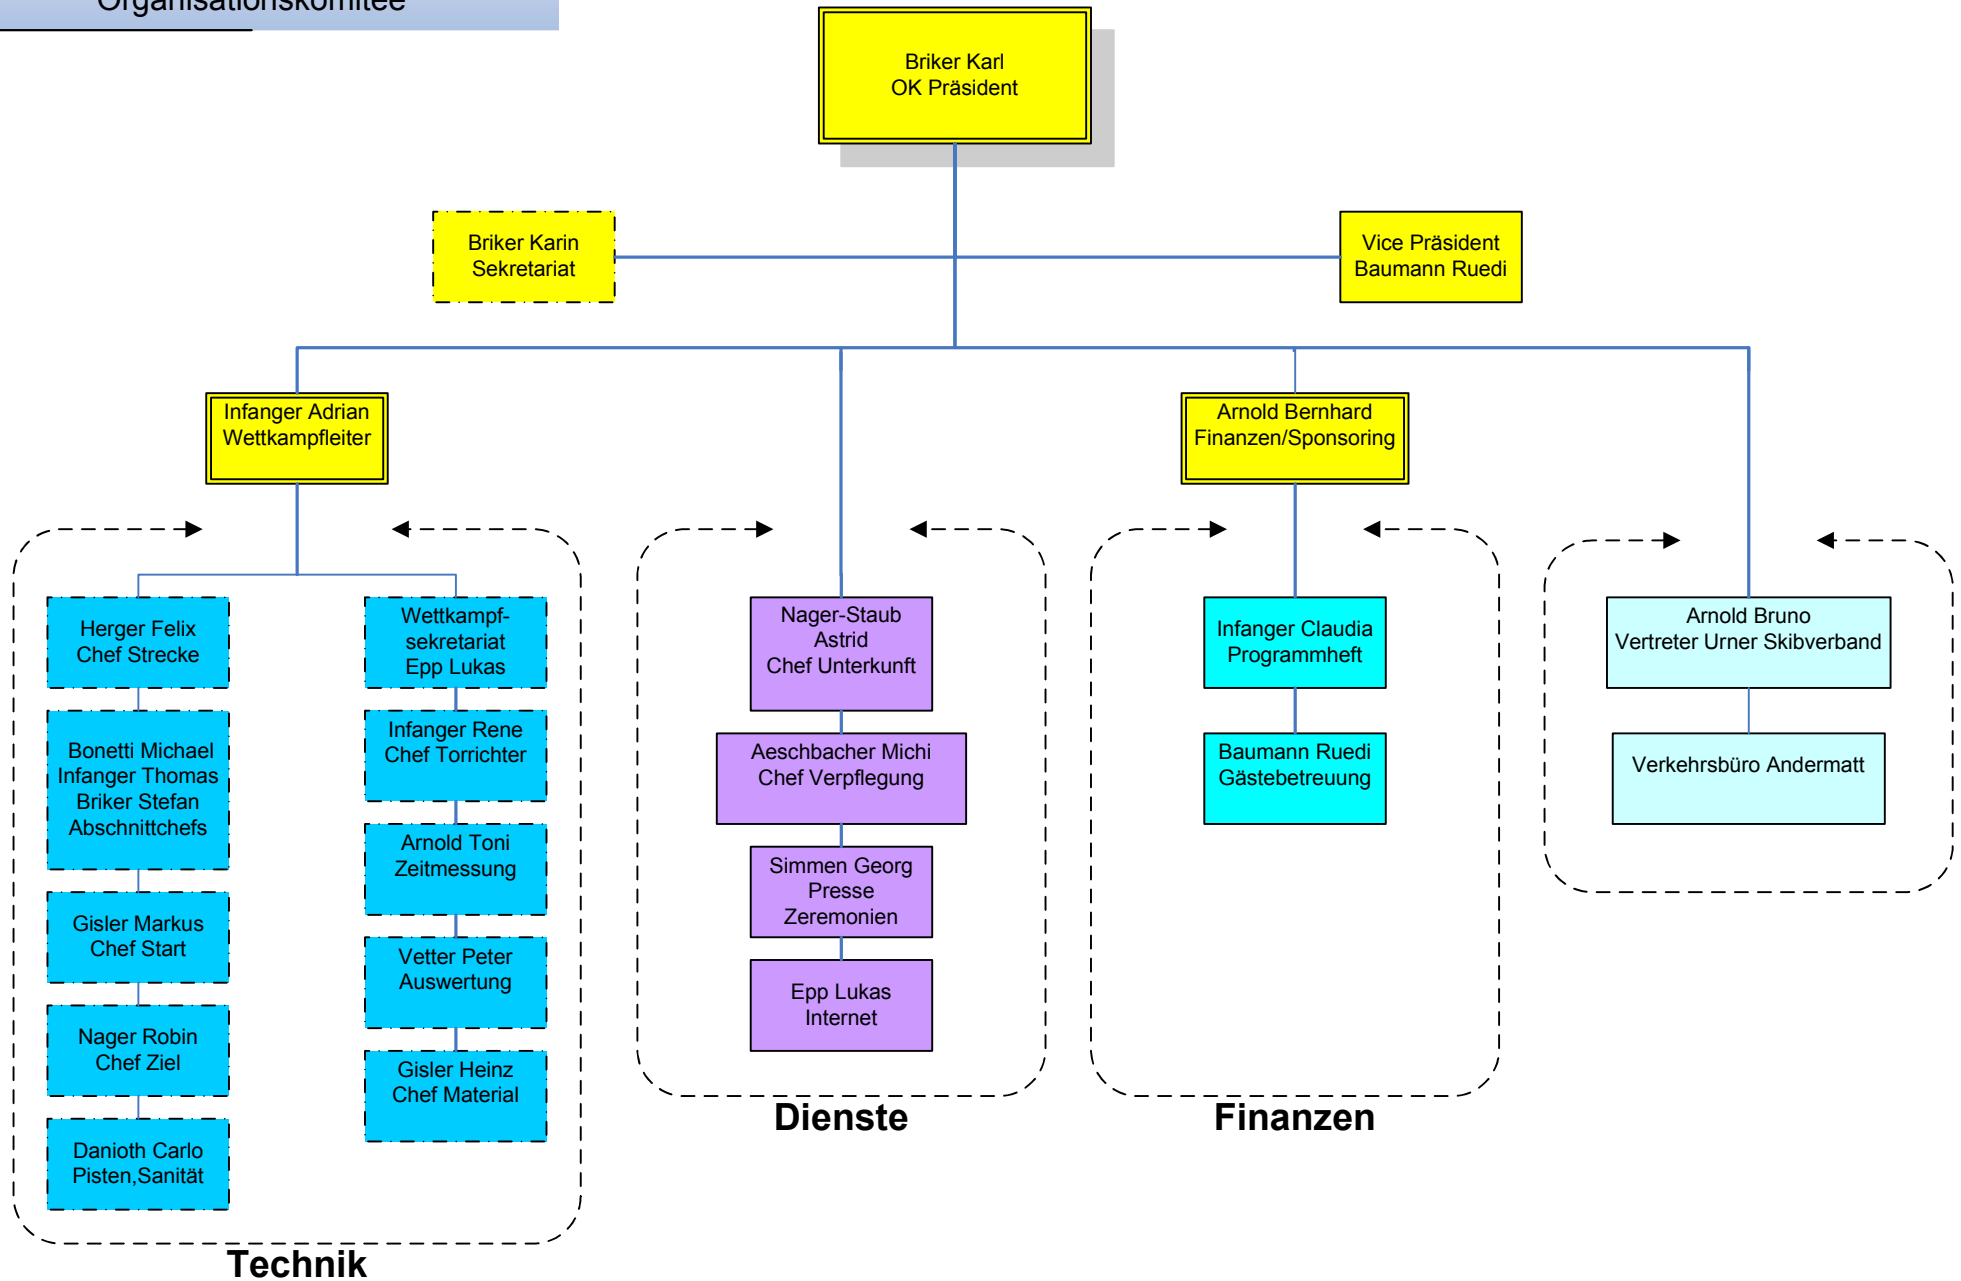 Organisationskomitee
Briker Karl
OK Präsident
Briker Karin
Sekretariat
Vice Präsident
Baumann Ruedi
Infanger Adrian
Wettkampfleiter
Arnold Bernhard
Finanzen/Sponsoring
Herger Felix
Chef Strecke
Bonetti Michael
Infanger Thomas
Briker Stefan
Abschnittchefs
Gisler Markus
Chef Start
Nager Robin
Chef Ziel
Danioth Carlo
Pisten,Sanität
Wettkampf-
sekretariat
Epp Lukas
Infanger Rene
Chef Torrichter
Arnold Toni
Zeitmessung
Vetter Peter
Auswertung
Gisler Heinz
Chef Material
Technik
Nager-Staub
Astrid
Chef Unterkunft
Aeschbacher Michi
Chef Verpflegung
Simmen Georg
Presse
Zeremonien
Epp Lukas
Internet
Dienste
Infanger Claudia
Programmheft
Baumann Ruedi
Gästebetreuung
Finanzen
Arnold Bruno
Vertreter Urner Skibverband
Verkehrsbüro Andermatt